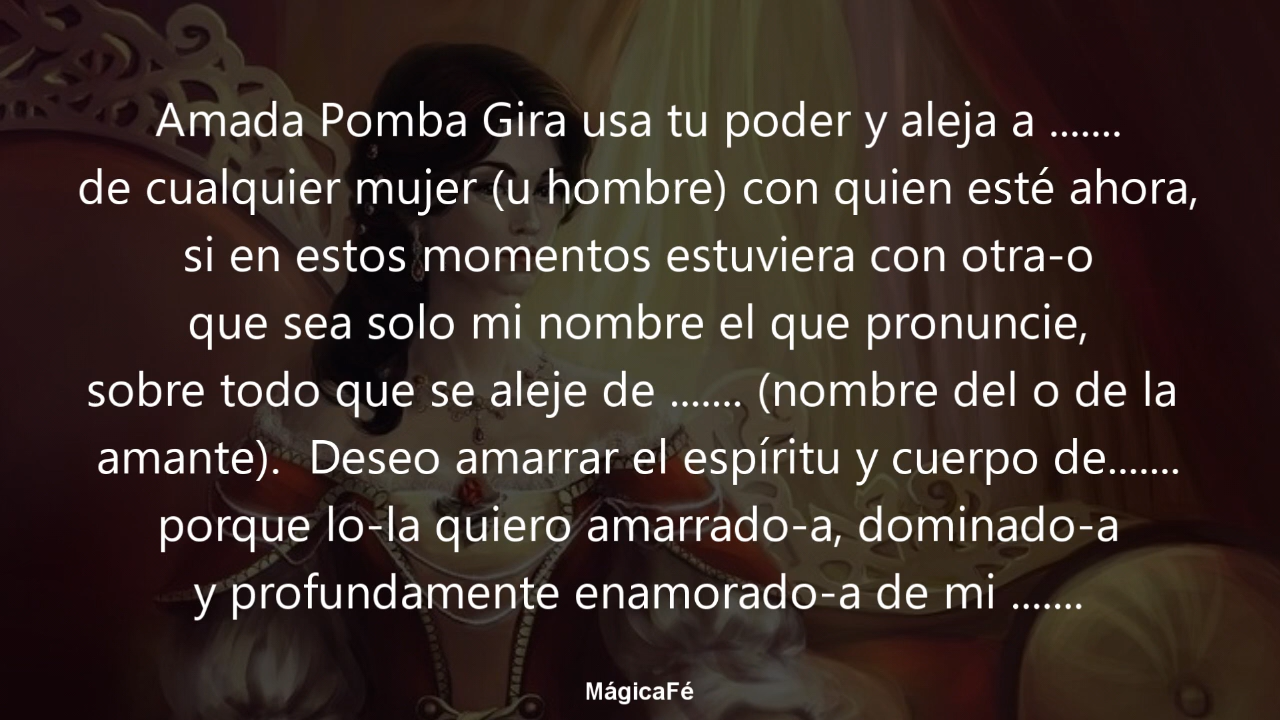 Amada Pomba Gira usa tu poder y aleja a .......
de cualquier mujer (u hombre) con quien esté ahora,
si en estos momentos estuviera con otra-o
que sea solo mi nombre el que pronuncie,
sobre todo que se aleje de ....... (nombre del o de la
amante).  Deseo amarrar el espíritu y cuerpo de.......
porque lo-la quiero amarrado-a, dominado-a
y profundamente enamorado-a de mi .......
MágicaFé